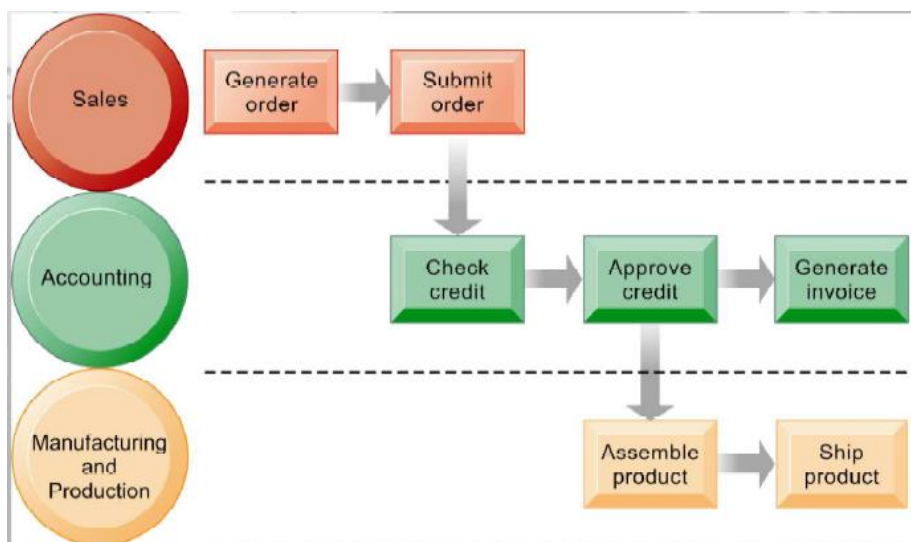 Sales
Generate
order
Submit
order
Accounting
Check
credit
Approve
credit
Generate
invoice
Manufacturing
and
Production
Assemble
product
Ship
product